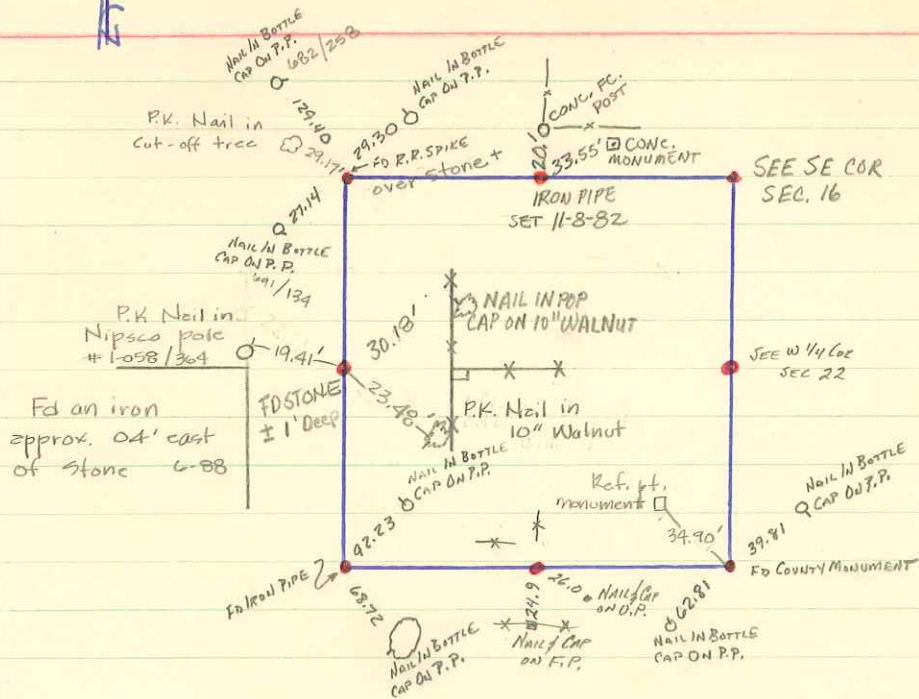 NAIL IN BOTTLE
CAP ON P.P.
682/258
129.40
NAIL IN BOTTLE
CAP ON P.P.
29.30
P.K. Nail in
Cut-off tree
29.17'
FD R.R. SPIKE
over Stone +
CONC. FC.
POST
20.1'
33.55'
CONC.
MONUMENT
IRON PIPE
SET 11-8-82
SEE SE COR
SEC. 16
27.14
NAIL IN BOTTLE
CAP ON P.P.
691/134
P.K. Nail in
Nipsco pole
# 1-058/364
19.41'
30.18'
NAIL IN POP
CAP ON 10" WALNUT
SEE W 1/4 COR
SEC 22
FD STONE
± 1' Deep
23.48'
P.K. Nail in
10" Walnut
Fd an iron
approx. 0.4' east
of Stone 6-88
NAIL IN BOTTLE
CAP ON P.P.
92.23
Ref. pt.
monument
34.90'
NAIL IN BOTTLE
CAP ON P.P.
39.81
FD COUNTY MONUMENT
FD IRON PIPE
68.72
NAIL IN BOTTLE
CAP ON P.P.
24.9
NAIL & CAP
ON F.P.
26.0
NAIL & CAP
ON P.P.
62.81
NAIL IN BOTTLE
CAP ON P.P.